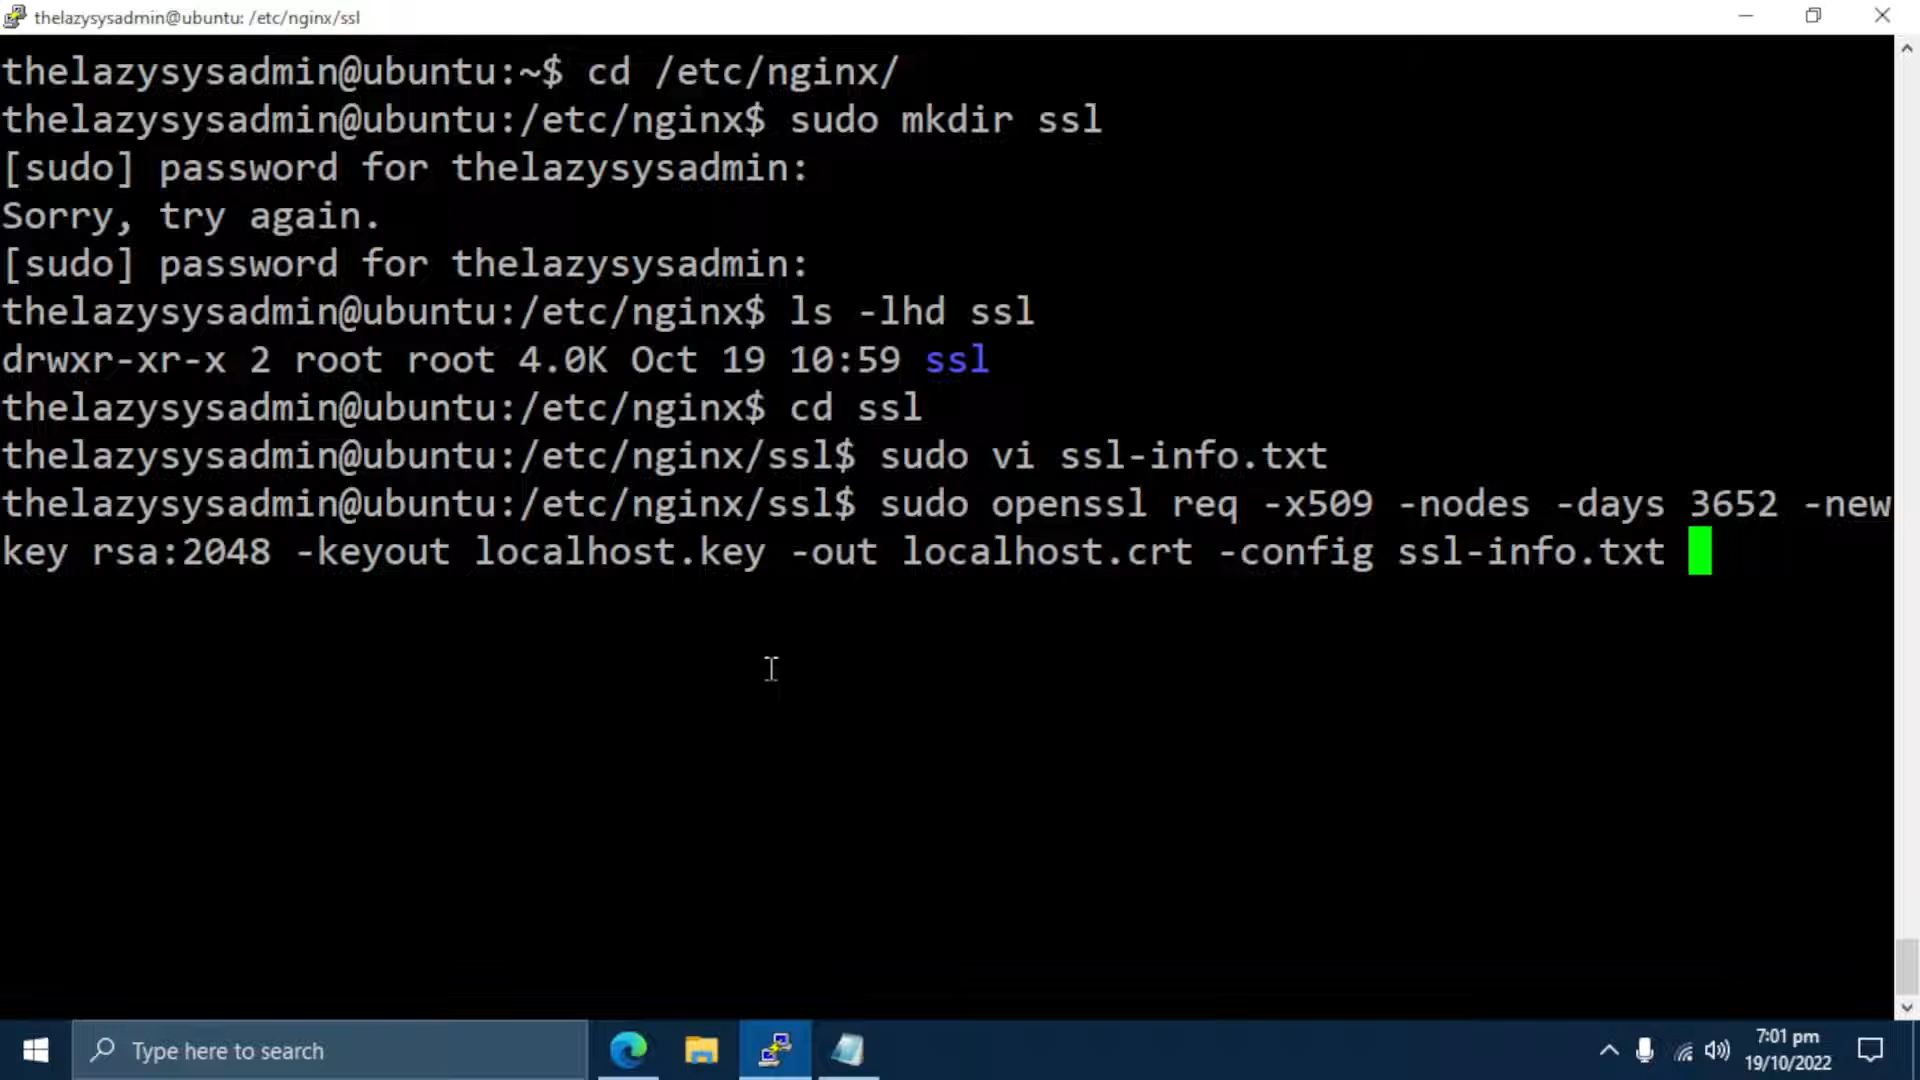 thelazysysadmin@ubuntu: /etc/nginx/ssl
thelazysysadmin@ubuntu:~$ cd /etc/nginx/
thelazysysadmin@ubuntu:/etc/nginx$ sudo mkdir ssl
[sudo] password for thelazysysadmin:
Sorry, try again.
[sudo] password for thelazysysadmin:
thelazysysadmin@ubuntu:/etc/nginx$ ls -lhd ssl
drwxr-xr-x 2 root root 4.0K Oct 19 10:59 ssl
thelazysysadmin@ubuntu:/etc/nginx$ cd ssl
thelazysysadmin@ubuntu:/etc/nginx/ssl$ sudo vi ssl-info.txt
thelazysysadmin@ubuntu:/etc/nginx/ssl$ sudo openssl req -x509 -nodes -days 3652 -new
key rsa:2048 -keyout localhost.key -out localhost.crt -config ssl-info.txt
Type here to search
7:01 pm
19/10/2022